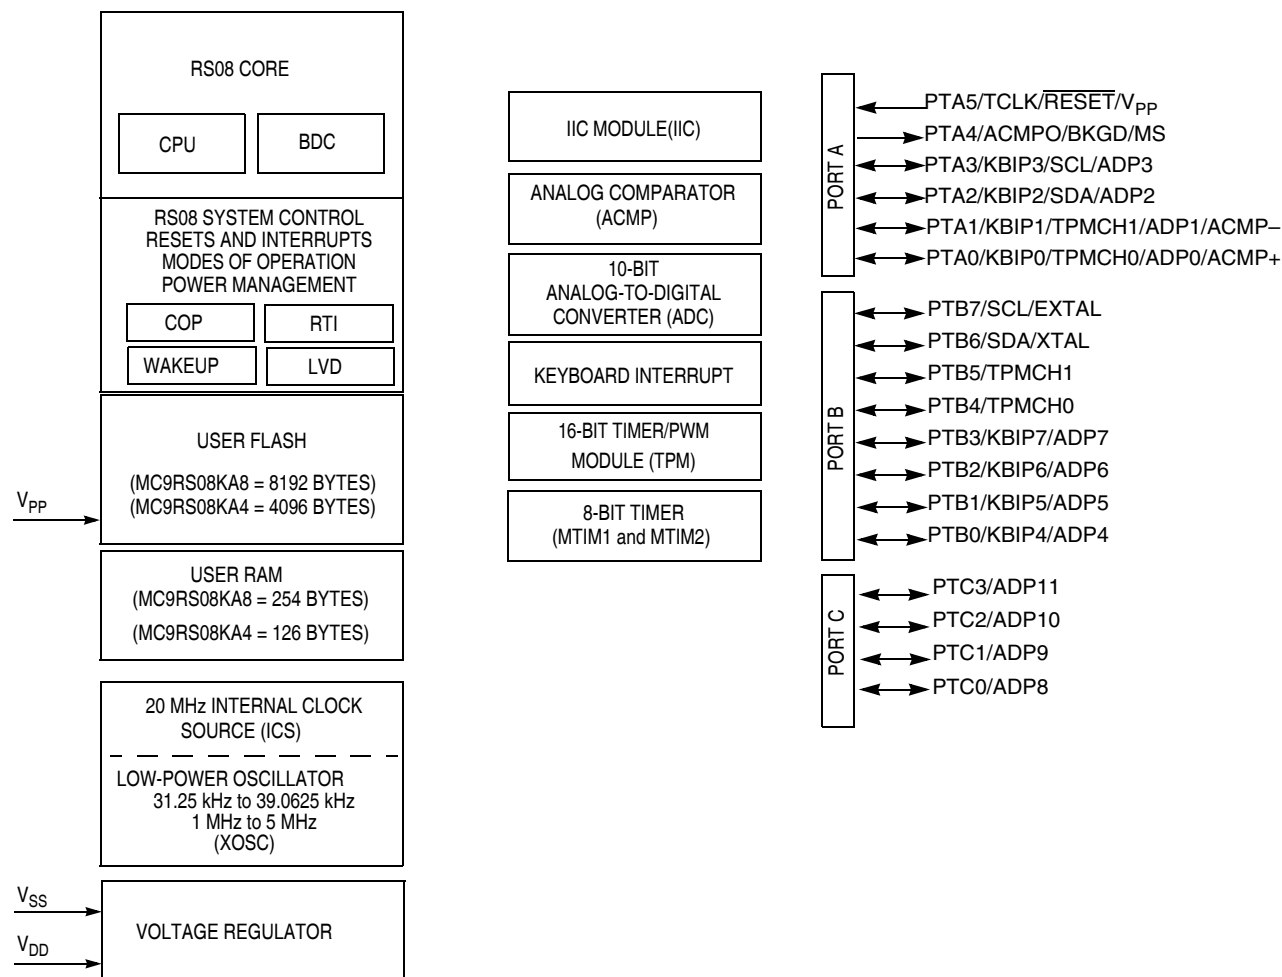 RS08 CORE
CPU
BDC
RS08 SYSTEM CONTROL
RESETS AND INTERRUPTS
MODES OF OPERATION
POWER MANAGEMENT
COP
RTI
WAKEUP
LVD
USER FLASH
(MC9RS08KA8 = 8192 BYTES)
(MC9RS08KA4 = 4096 BYTES)
VPP
USER RAM
(MC9RS08KA8 = 254 BYTES)
(MC9RS08KA4 = 126 BYTES)
20 MHz INTERNAL CLOCK
SOURCE (ICS)
LOW-POWER OSCILLATOR
31.25 kHz to 39.0625 kHz
1 MHz to 5 MHz
(XOSC)
VSS
VDD
VOLTAGE REGULATOR
IIC MODULE(IIC)
ANALOG COMPARATOR
(ACMP)
10-BIT
ANALOG-TO-DIGITAL
CONVERTER (ADC)
KEYBOARD INTERRUPT
16-BIT TIMER/PWM
MODULE (TPM)
8-BIT TIMER
(MTIM1 and MTIM2)
PORT A
PTA5/TCLK/RESET/VPP
PTA4/ACMPO/BKGD/MS
PTA3/KBIP3/SCL/ADP3
PTA2/KBIP2/SDA/ADP2
PTA1/KBIP1/TPMCH1/ADP1/ACMP–
PTA0/KBIP0/TPMCH0/ADP0/ACMP+
PORT B
PTB7/SCL/EXTAL
PTB6/SDA/XTAL
PTB5/TPMCH1
PTB4/TPMCH0
PTB3/KBIP7/ADP7
PTB2/KBIP6/ADP6
PTB1/KBIP5/ADP5
PTB0/KBIP4/ADP4
PORT C
PTC3/ADP11
PTC2/ADP10
PTC1/ADP9
PTC0/ADP8